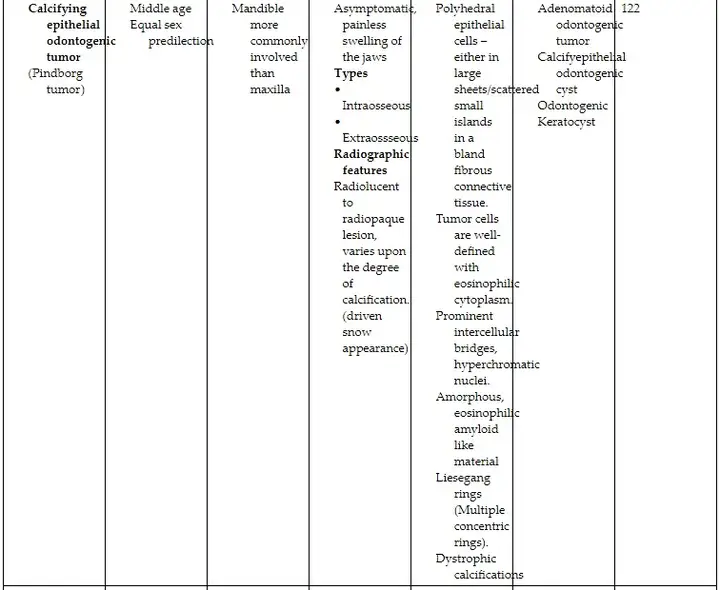 Calcifying
epithelial
odontogenic
tumor
(Pindborg
tumor)
Middle age
Equal sex
predilection
Mandible
more
commonly
involved
than
maxilla
Asymptomatic,
painless
swelling of
the jaws
Types
•
Intraosseous
•
Extraossseous
Radiographic
features
Radiolucent
to
radiopaque
lesion,
varies upon
the degree
of
calcification.
(driven
snow
appearance)
Polyhedral
epithelial
cells –
either in
large
sheets/scattered
small
islands
in a
bland
fibrous
connective
tissue.
Tumor cells
are well-
defined
with
eosinophilic
cytoplasm.
Prominent
intercellular
bridges,
hyperchromatic
nuclei.
Amorphous,
eosinophilic
amyloid
like
material
Liesegang
rings
(Multiple
concentric
rings).
Dystrophic
calcifications
Adenomatoid
odontogenic
tumor
Calcifyepithelial
odontogenic
cyst
Odontogenic
Keratocyst
122